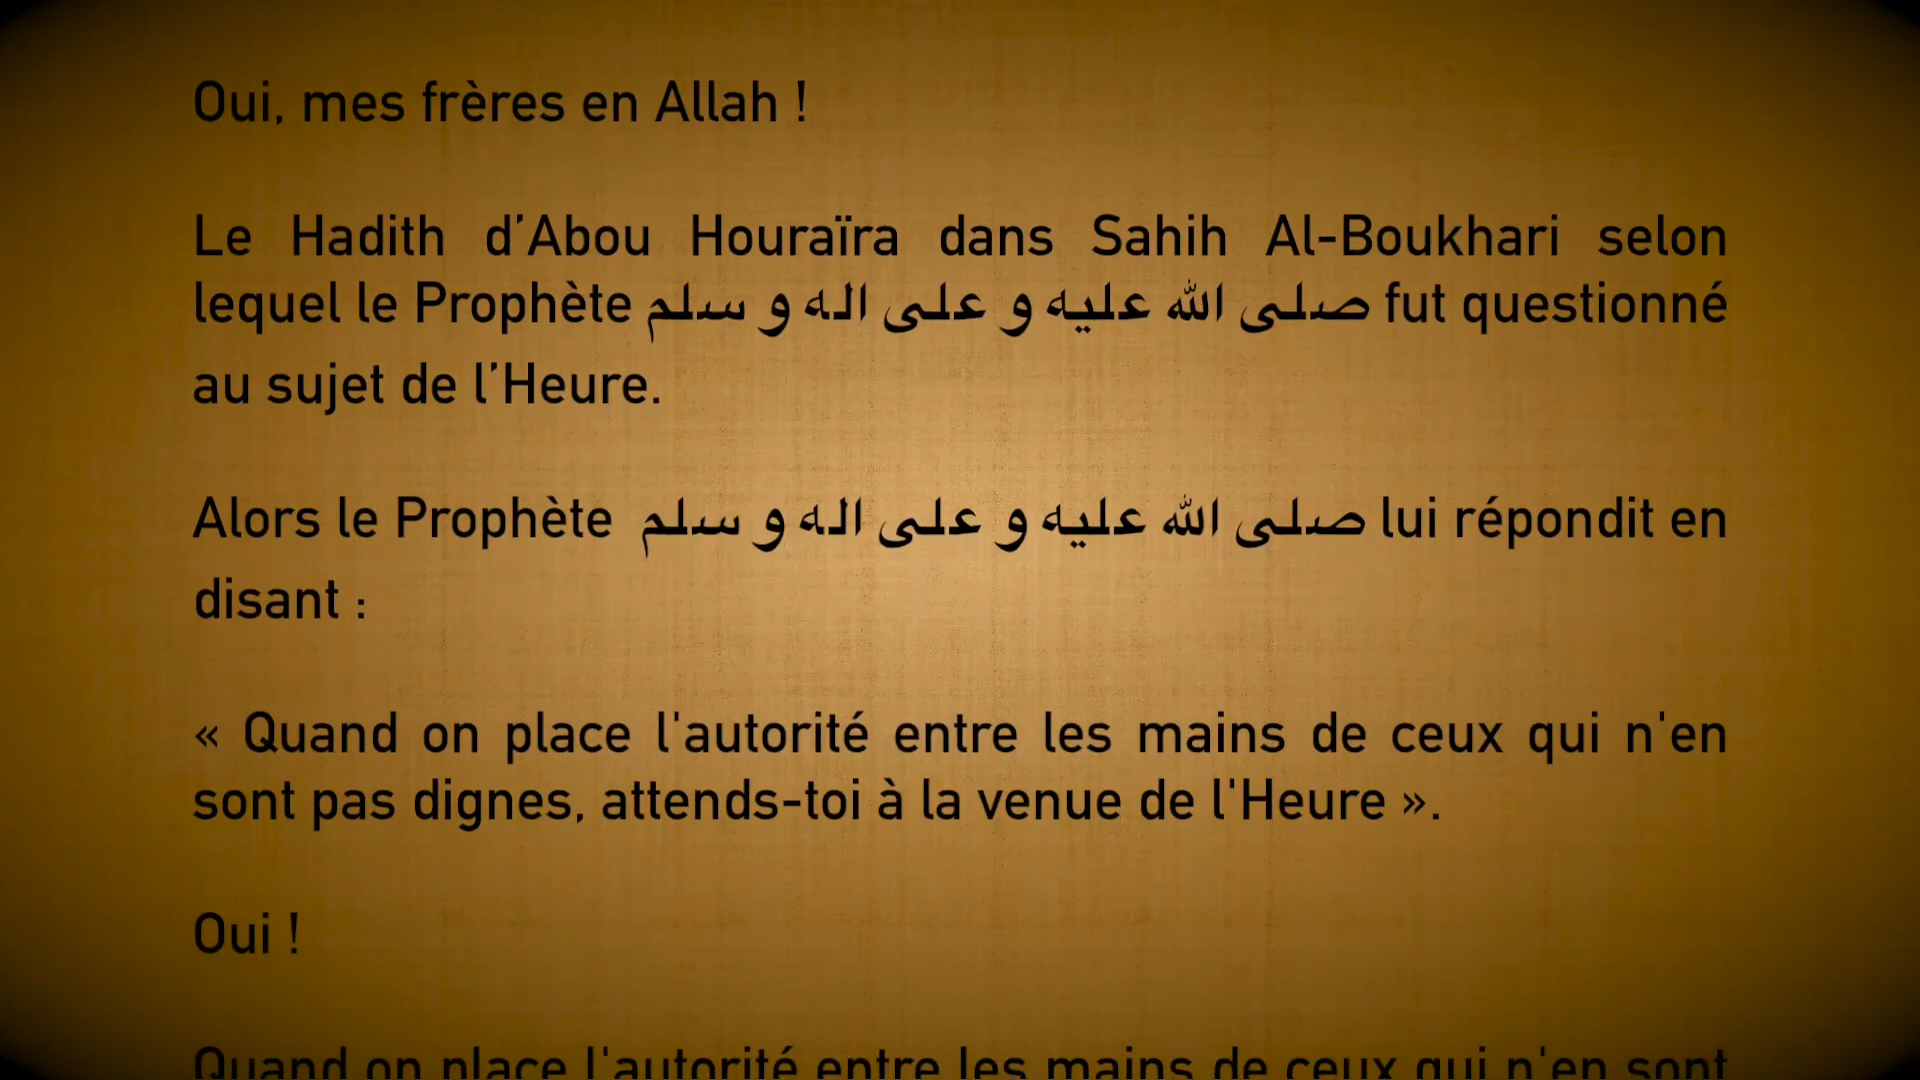 Oui, mes frères en Allah !
Le Hadith d’Abou Houraïra dans Sahih Al-Boukhari selon
lequel le Prophète صلى الله عليه و على اله و سلم fut questionné
au sujet de l’Heure.
Alors le Prophète صلى الله عليه و على اله و سلم lui répondit en
disant :
« Quand on place l'autorité entre les mains de ceux qui n'en
sont pas dignes, attends-toi à la venue de l'Heure ».
Oui !
Quand on place l'autorité entre les mains de ceux qui n'en sont